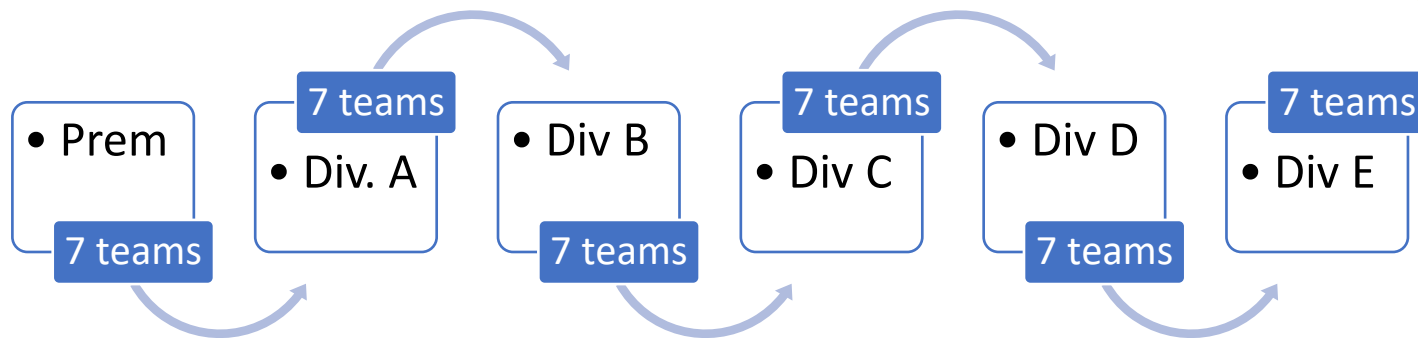 • Prem
7 teams
7 teams
• Div. A
• Div B
7 teams
7 teams
• Div C
• Div D
7 teams
7 teams
• Div E